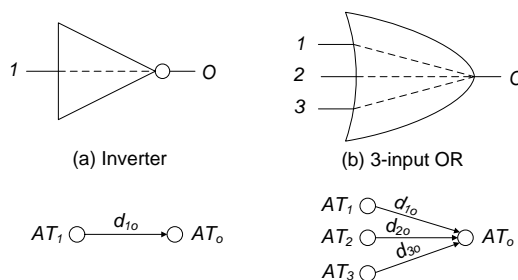 1
O
1
2
3
O
(a) Inverter
(b) 3-input OR
AT1
d1o
ATo
AT1
AT2
AT3
d1o
d2o
d3o
ATo